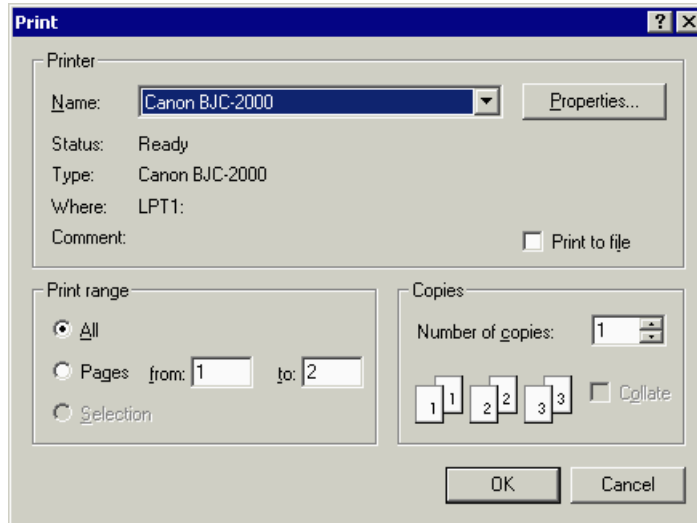 Print
Printer
Name: Canon BJC-2000 Properties...
Status: Ready
Type: Canon BJC-2000
Where: LPT1:
Comment: Print to file
Print range
All
Pages from: 1 to: 2
Selection
Copies
Number of copies: 1
1 1 2 2 3 3 Collate
OK Cancel